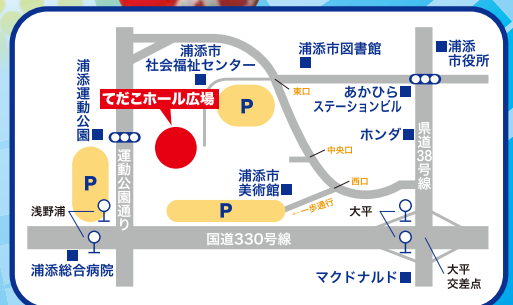 浦添市
社会福祉センター
浦添市図書館
浦添
市役所
浦添運動公園
てだこホール広場
P
東口
あかひら
ステーションビル
ホンダ
県道38号線
運動公園通り
中央口
P
浦添市
美術館
西口
P
←一歩通行
浅野浦
大平
国道330号線
浦添総合病院
マクドナルド
大平
交差点